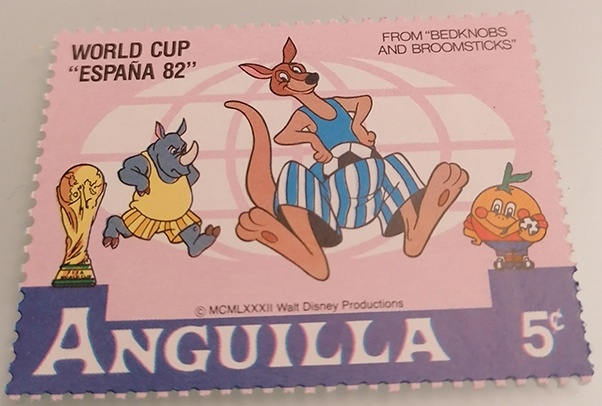 WORLD CUP
"ESPAÑA 82"
FROM "BEDKNOBS
AND BROOMSTICKS"
© MCMLXXXII Walt Disney Productions
ANGUILLA 5¢